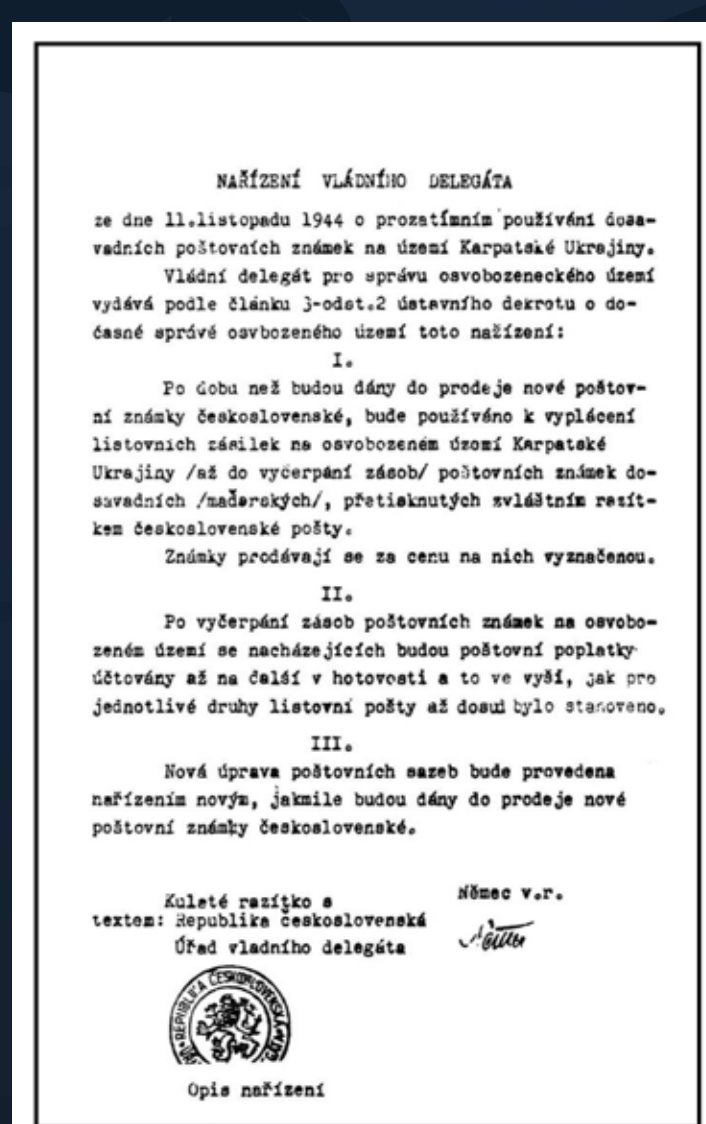 NAŘÍZENÍ VLÁDNÍHO DELEGÁTA
ze dne 11.listopadu 1944 o prozatímním používání dosa-
vadních poštovních známek na území Karpatské Ukrajiny.
Vládní delegát pro správu osvobozeneckého území
vydává podle článku 3-odst.2 ústavního dekrotu o do-
časné správě osvbozeného území toto nažízení:
I.
Po dobu než budou dány do prodeje nové poštov-
ní známky československé, bude používáno k vyplácení
listovních zásilek na osvobozeném území Karpatské
Ukrajiny /až do vyčerpání zásob/ poštovních známek do-
savadních /maďarských/, přetisknutých zvláštním razít-
kem československé pošty.
Známky prodávají se za cenu na nich vyznačenou.
II.
Po vyčerpání zásob poštovních známek na osvobo-
zeném území se nacházejících budou poštovní poplatky
účtovány až na další v hotovosti a to ve vyší, jak pro
jednotlivé druhy listovní pošty až dosud bylo stanoveno.
III.
Nová úprava poštovních sazeb bude provedena
nařízením novým, jakmile budou dány do prodeje nové
poštovní známky československé.
Kuleté razítko s
textem: Republika československá
Úřad vladního delegáta
Němec v.r.
REPUBLIKA ČESKOSLOVENSKÁ
Opis nařízení